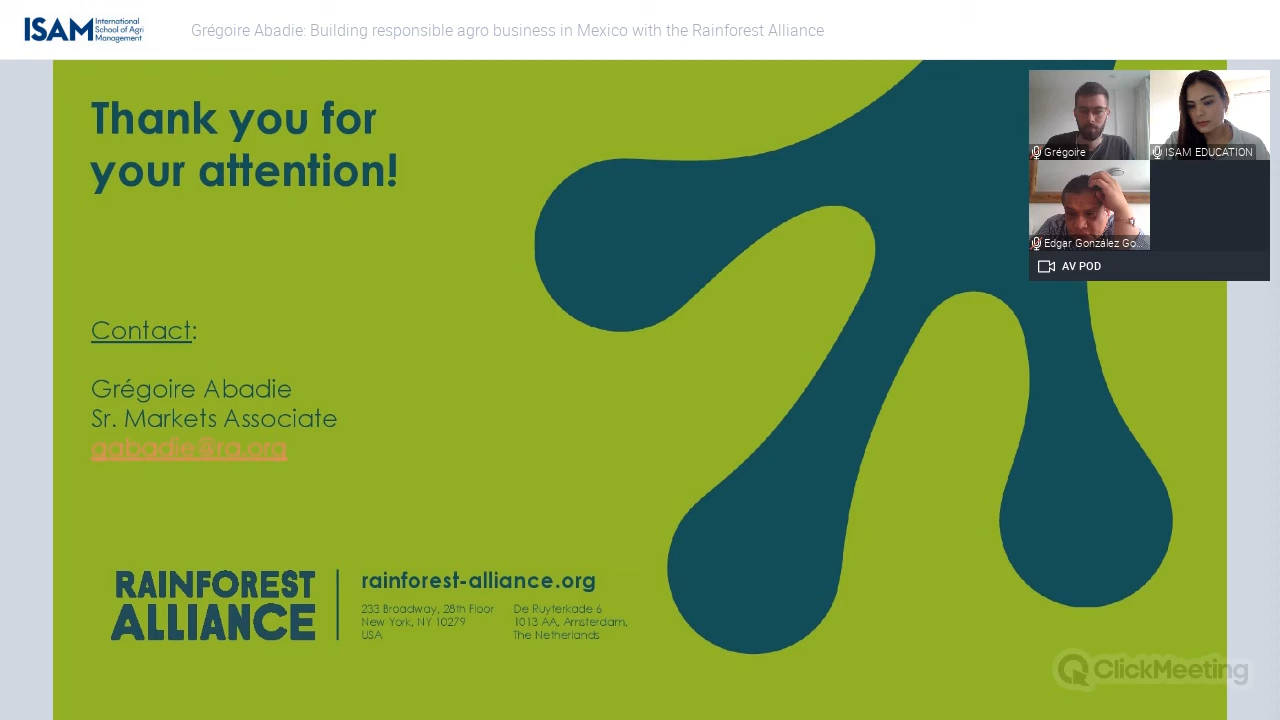 ISAM International
School of Agri
Management
Grégoire Abadie: Building responsible agro business in Mexico with the Rainforest Alliance
Thank you for
your attention!
Grégoire
ISAM EDUCATION
Edgar González Go...
AV POD
Contact:
Grégoire Abadie
Sr. Markets Associate
gabadie@ra.org
RAINFOREST
ALLIANCE
rainforest-alliance.org
233 Broadway, 28th Floor
New York, NY 10279
USA
De Ruyterkade 6
1013 AA, Amsterdam,
The Netherlands
ClickMeeting